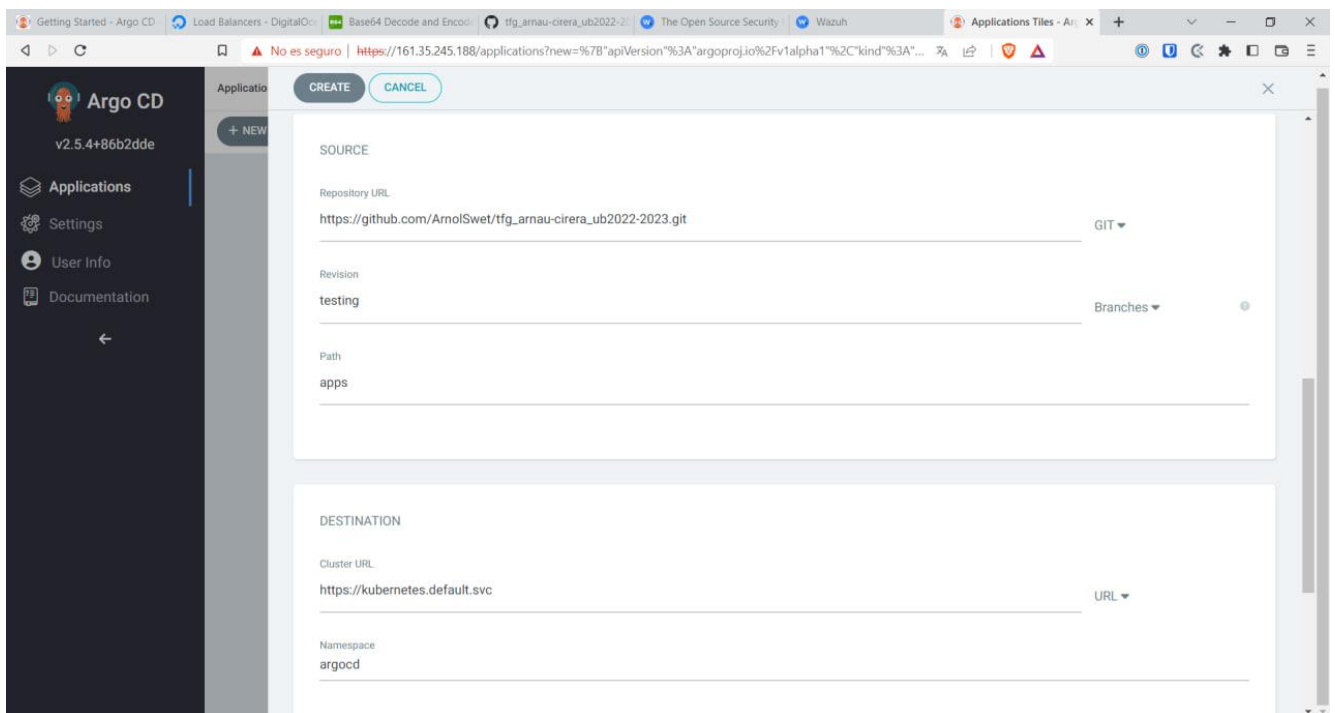 Getting Started - Argo CD
Load Balancers - DigitalOc
Base64 Decode and Encod
tfg_arnau-cirera_ub2022-2
The Open Source Security
Wazuh
Applications Tiles - Ar
No es seguro | https://161.35.245.188/applications?new=%7B"apiVersion"%3A"argoproj.io%2Fv1alpha1"%2C"kind"%3A"...
Argo CD
v2.5.4+86b2dde
Applications
Settings
User Info
Documentation
Applicatio
+ NEW
CREATE
CANCEL
SOURCE
Repository URL
https://github.com/ArnolSwet/tfg_arnau-cirera_ub2022-2023.git
GIT
Revision
testing
Branches
Path
apps
DESTINATION
Cluster URL
https://kubernetes.default.svc
URL
Namespace
argocd